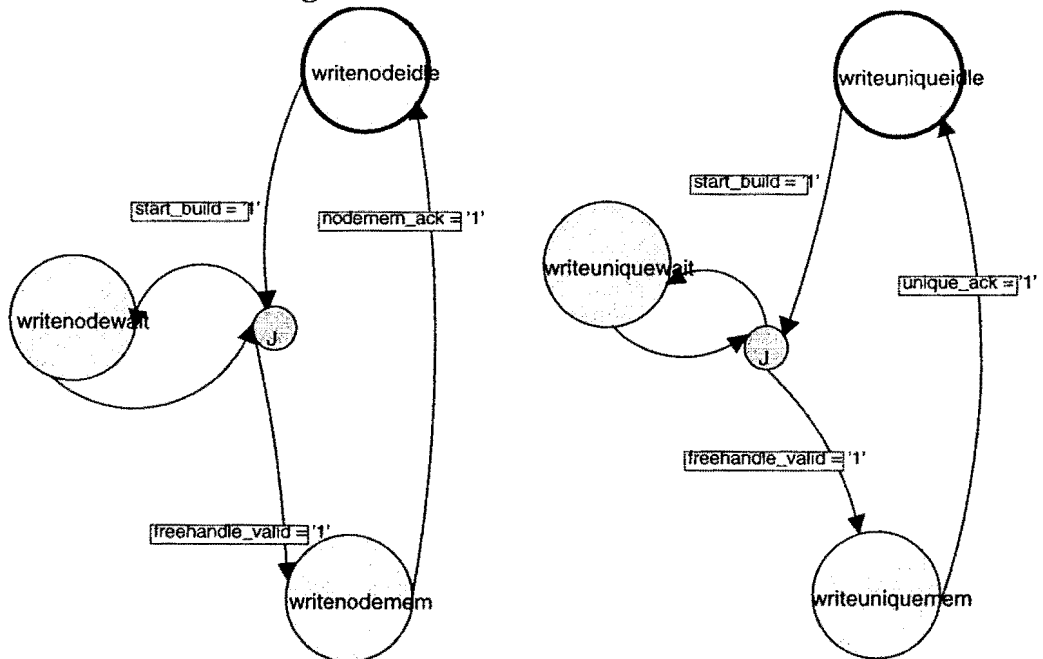 writenodeidle
start_build = '1'
nodemem_ack = '1'
writenodewait
J
freehandle_valid = '1'
writenodemem
writeuniqueidle
start_build = '1'
writeuniquewait
unique_ack = '1'
J
freehandle_valid = '1'
writeuniquemem